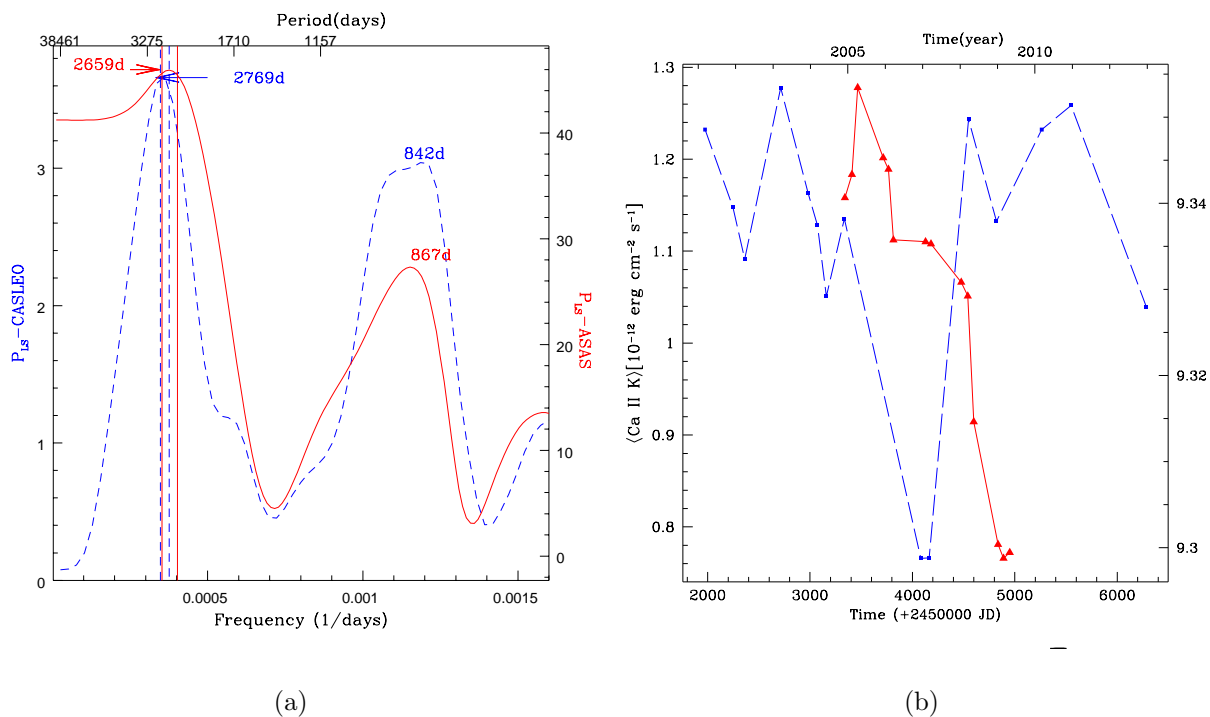 Period(days)
38461 3275 1710 1157
2659d
2769d
842d
867d
P_LS-CASLEO
0
1
2
3
P_LS-ASAS
40
30
20
10
0
0.0005 0.001 0.0015
Frequency (1/days)
(a)
Time(year)
2005 2010
⟨Ca II K⟩[10⁻¹² erg cm⁻² s⁻¹]
1.3
1.2
1.1
1
0.9
0.8
9.34
9.32
9.3
2000 3000 4000 5000 6000
Time (+2450000 JD)
(b)